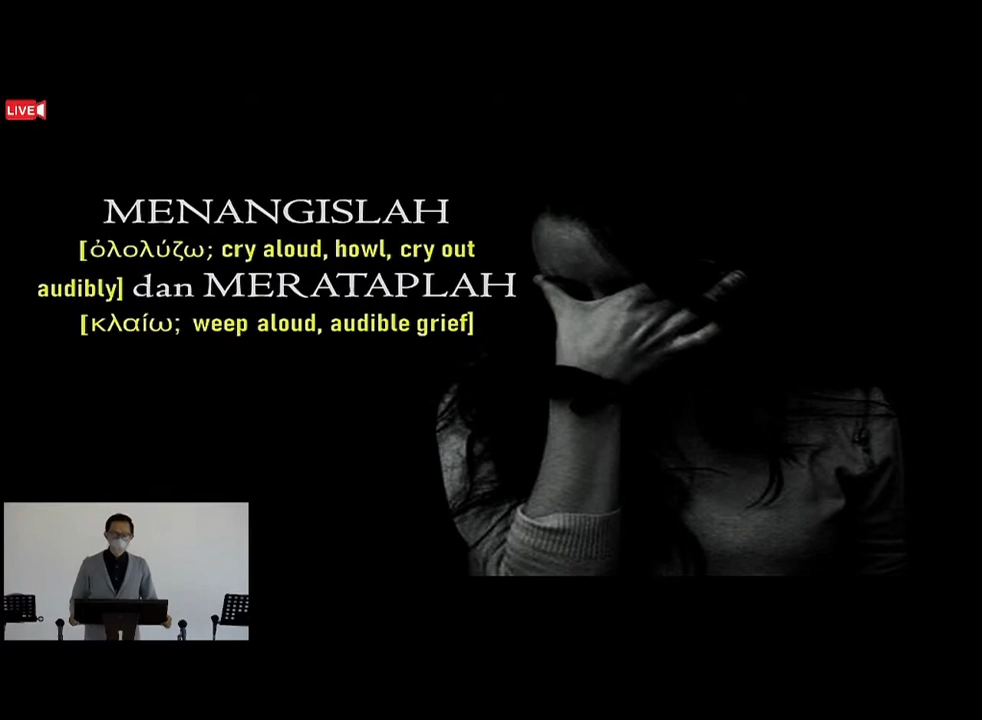 LIVE
MENANGISLAH
[ὀλολύζω; cry aloud, howl, cry out
audibly] dan MERATAPLAH
[κλαίω; weep aloud, audible grief]